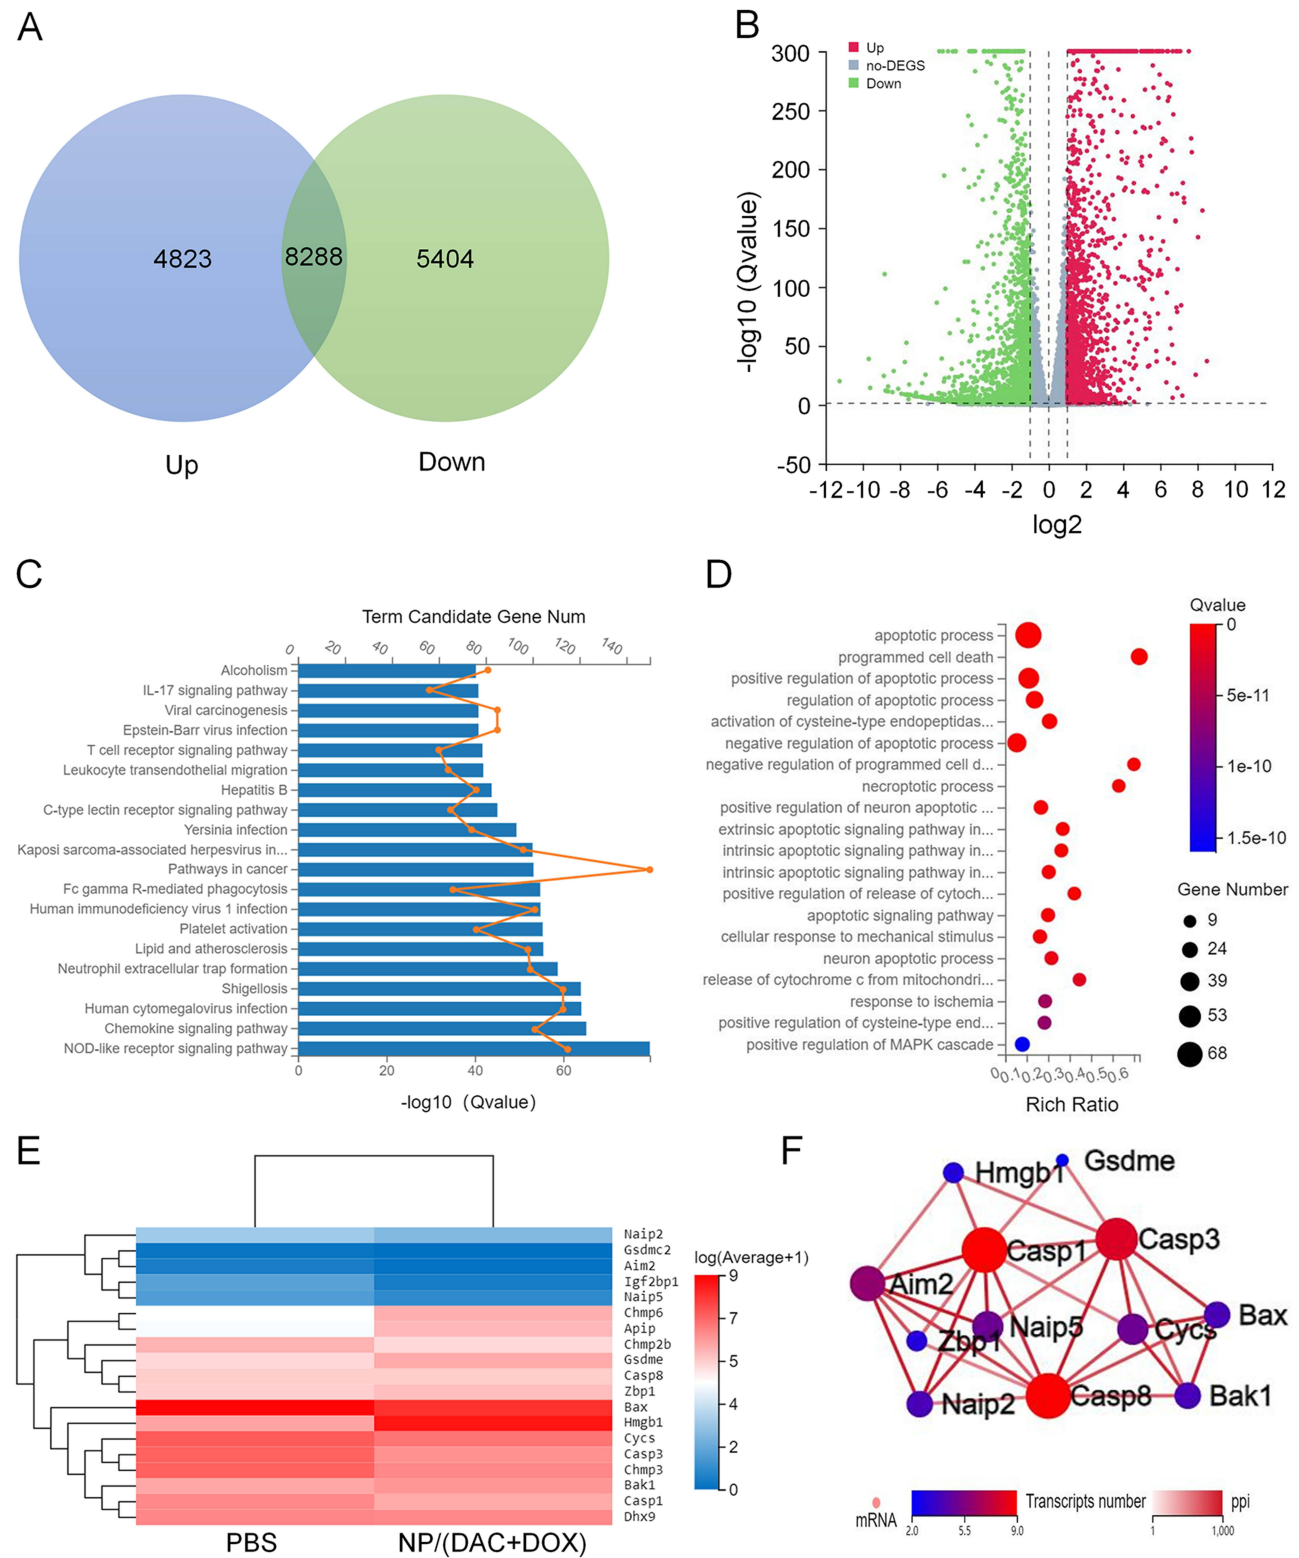 A
4823
8288
5404
Up
Down
B
Up
no-DEGS
Down
300
250
200
150
100
50
0
-50
-log10 (Qvalue)
-12 -10 -8 -6 -4 -2 0 2 4 6 8 10 12
log2
C
Term Candidate Gene Num
0 20 40 60 80 100 120 140
Alcoholism
IL-17 signaling pathway
Viral carcinogenesis
Epstein-Barr virus infection
T cell receptor signaling pathway
Leukocyte transendothelial migration
Hepatitis B
C-type lectin receptor signaling pathway
Yersinia infection
Kaposi sarcoma-associated herpesvirus in...
Pathways in cancer
Fc gamma R-mediated phagocytosis
Human immunodeficiency virus 1 infection
Platelet activation
Lipid and atherosclerosis
Neutrophil extracellular trap formation
Shigellosis
Human cytomegalovirus infection
Chemokine signaling pathway
NOD-like receptor signaling pathway
0 20 40 60
-log10 (Qvalue)
D
apoptotic process
programmed cell death
positive regulation of apoptotic process
regulation of apoptotic process
activation of cysteine-type endopeptidas...
negative regulation of apoptotic process
negative regulation of programmed cell d...
necroptotic process
positive regulation of neuron apoptotic ...
extrinsic apoptotic signaling pathway in...
intrinsic apoptotic signaling pathway in...
intrinsic apoptotic signaling pathway in...
positive regulation of release of cytoch...
apoptotic signaling pathway
cellular response to mechanical stimulus
neuron apoptotic process
release of cytochrome c from mitochondri...
response to ischemia
positive regulation of cysteine-type end...
positive regulation of MAPK cascade
0 0.1 0.2 0.3 0.4 0.5 0.6
Rich Ratio
Qvalue
0
5e-11
1e-10
1.5e-10
Gene Number
9
24
39
53
68
E
Naip2
Gsdmc2
Aim2
Igf2bp1
Naip5
Chmp6
Apip
Chmp2b
Gsdme
Casp8
Zbp1
Bax
Hmgb1
Cycs
Casp3
Chmp3
Bak1
Casp1
Dhx9
PBS
NP/(DAC+DOX)
log(Average+1)
9
7
5
4
2
0
F
Hmgb1
Gsdme
Casp1
Casp3
Aim2
Zbp1
Naip5
Cycs
Bax
Naip2
Casp8
Bak1
mRNA
Transcripts number
2.0 5.5 9.0
ppi
1 1,000